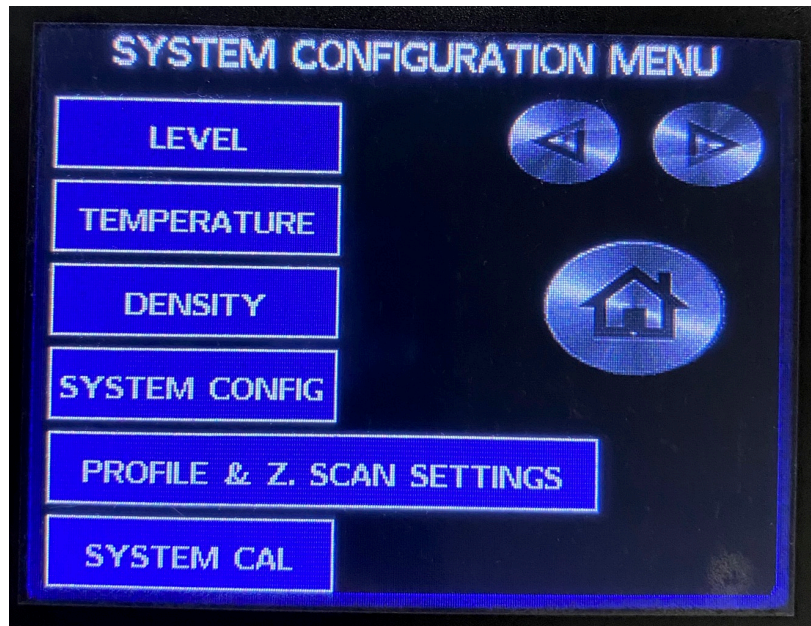 SYSTEM CONFIGURATION MENU
LEVEL
TEMPERATURE
DENSITY
SYSTEM CONFIG
PROFILE & Z. SCAN SETTINGS
SYSTEM CAL